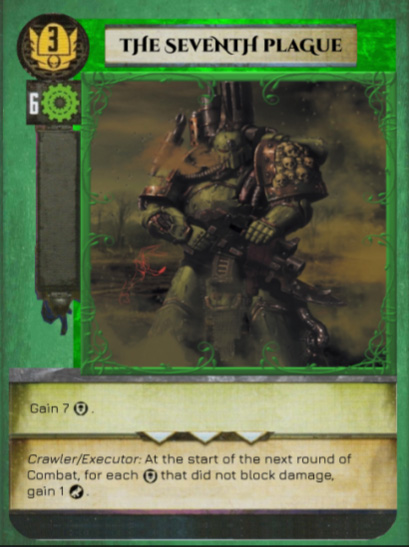 3
THE SEVENTH PLAGUE
6
Gain 7 .
Crawler/Executor: At the start of the next round of
Combat, for each that did not block damage,
gain 1 .